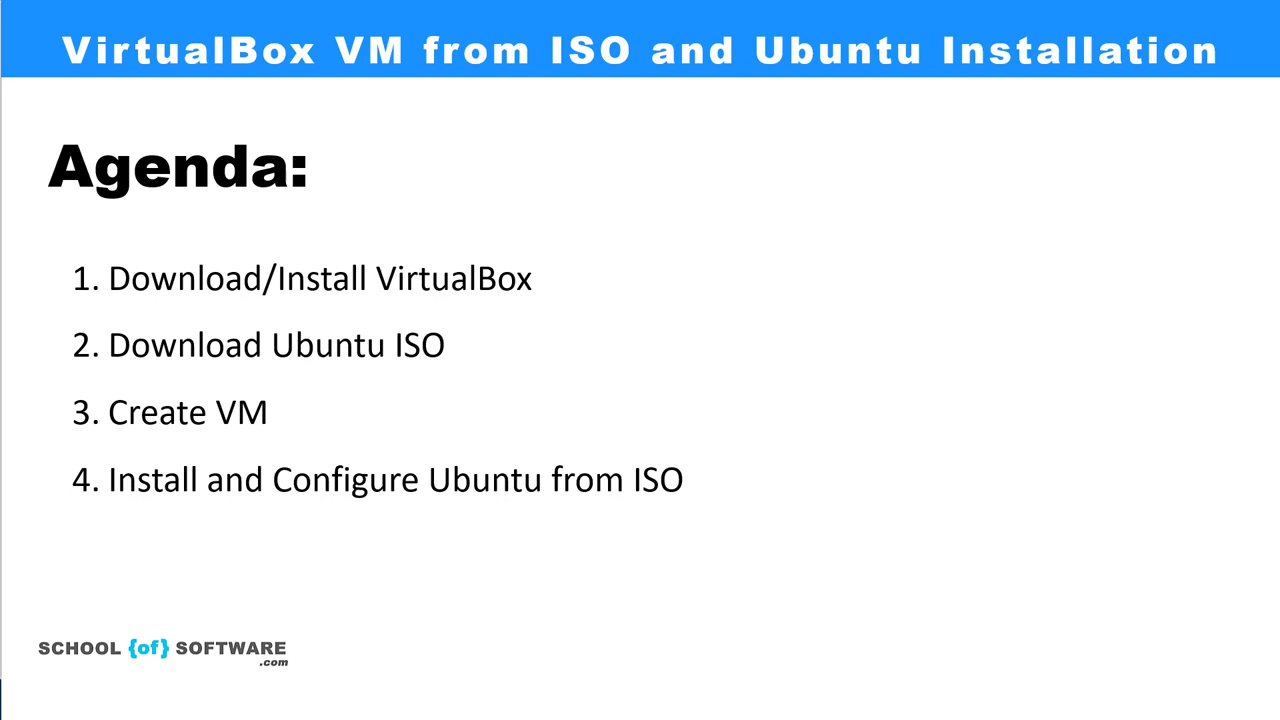 VirtualBox VM from ISO and Ubuntu Installation
Agenda:
1. Download/Install VirtualBox
2. Download Ubuntu ISO
3. Create VM
4. Install and Configure Ubuntu from ISO
SCHOOL {of} SOFTWARE
.com